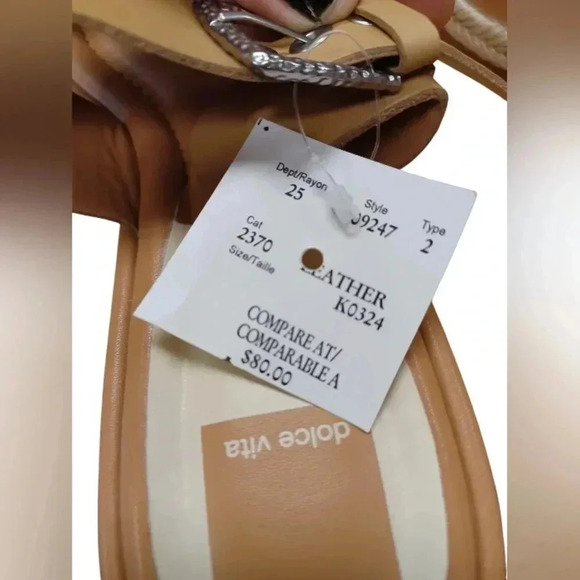 Dept/Rayon Style Type
25 09247 2
Cat
2370
Size/Taille
LEATHER
K0324
COMPARE AT/
COMPARABLE A
$80.00
dolce vita